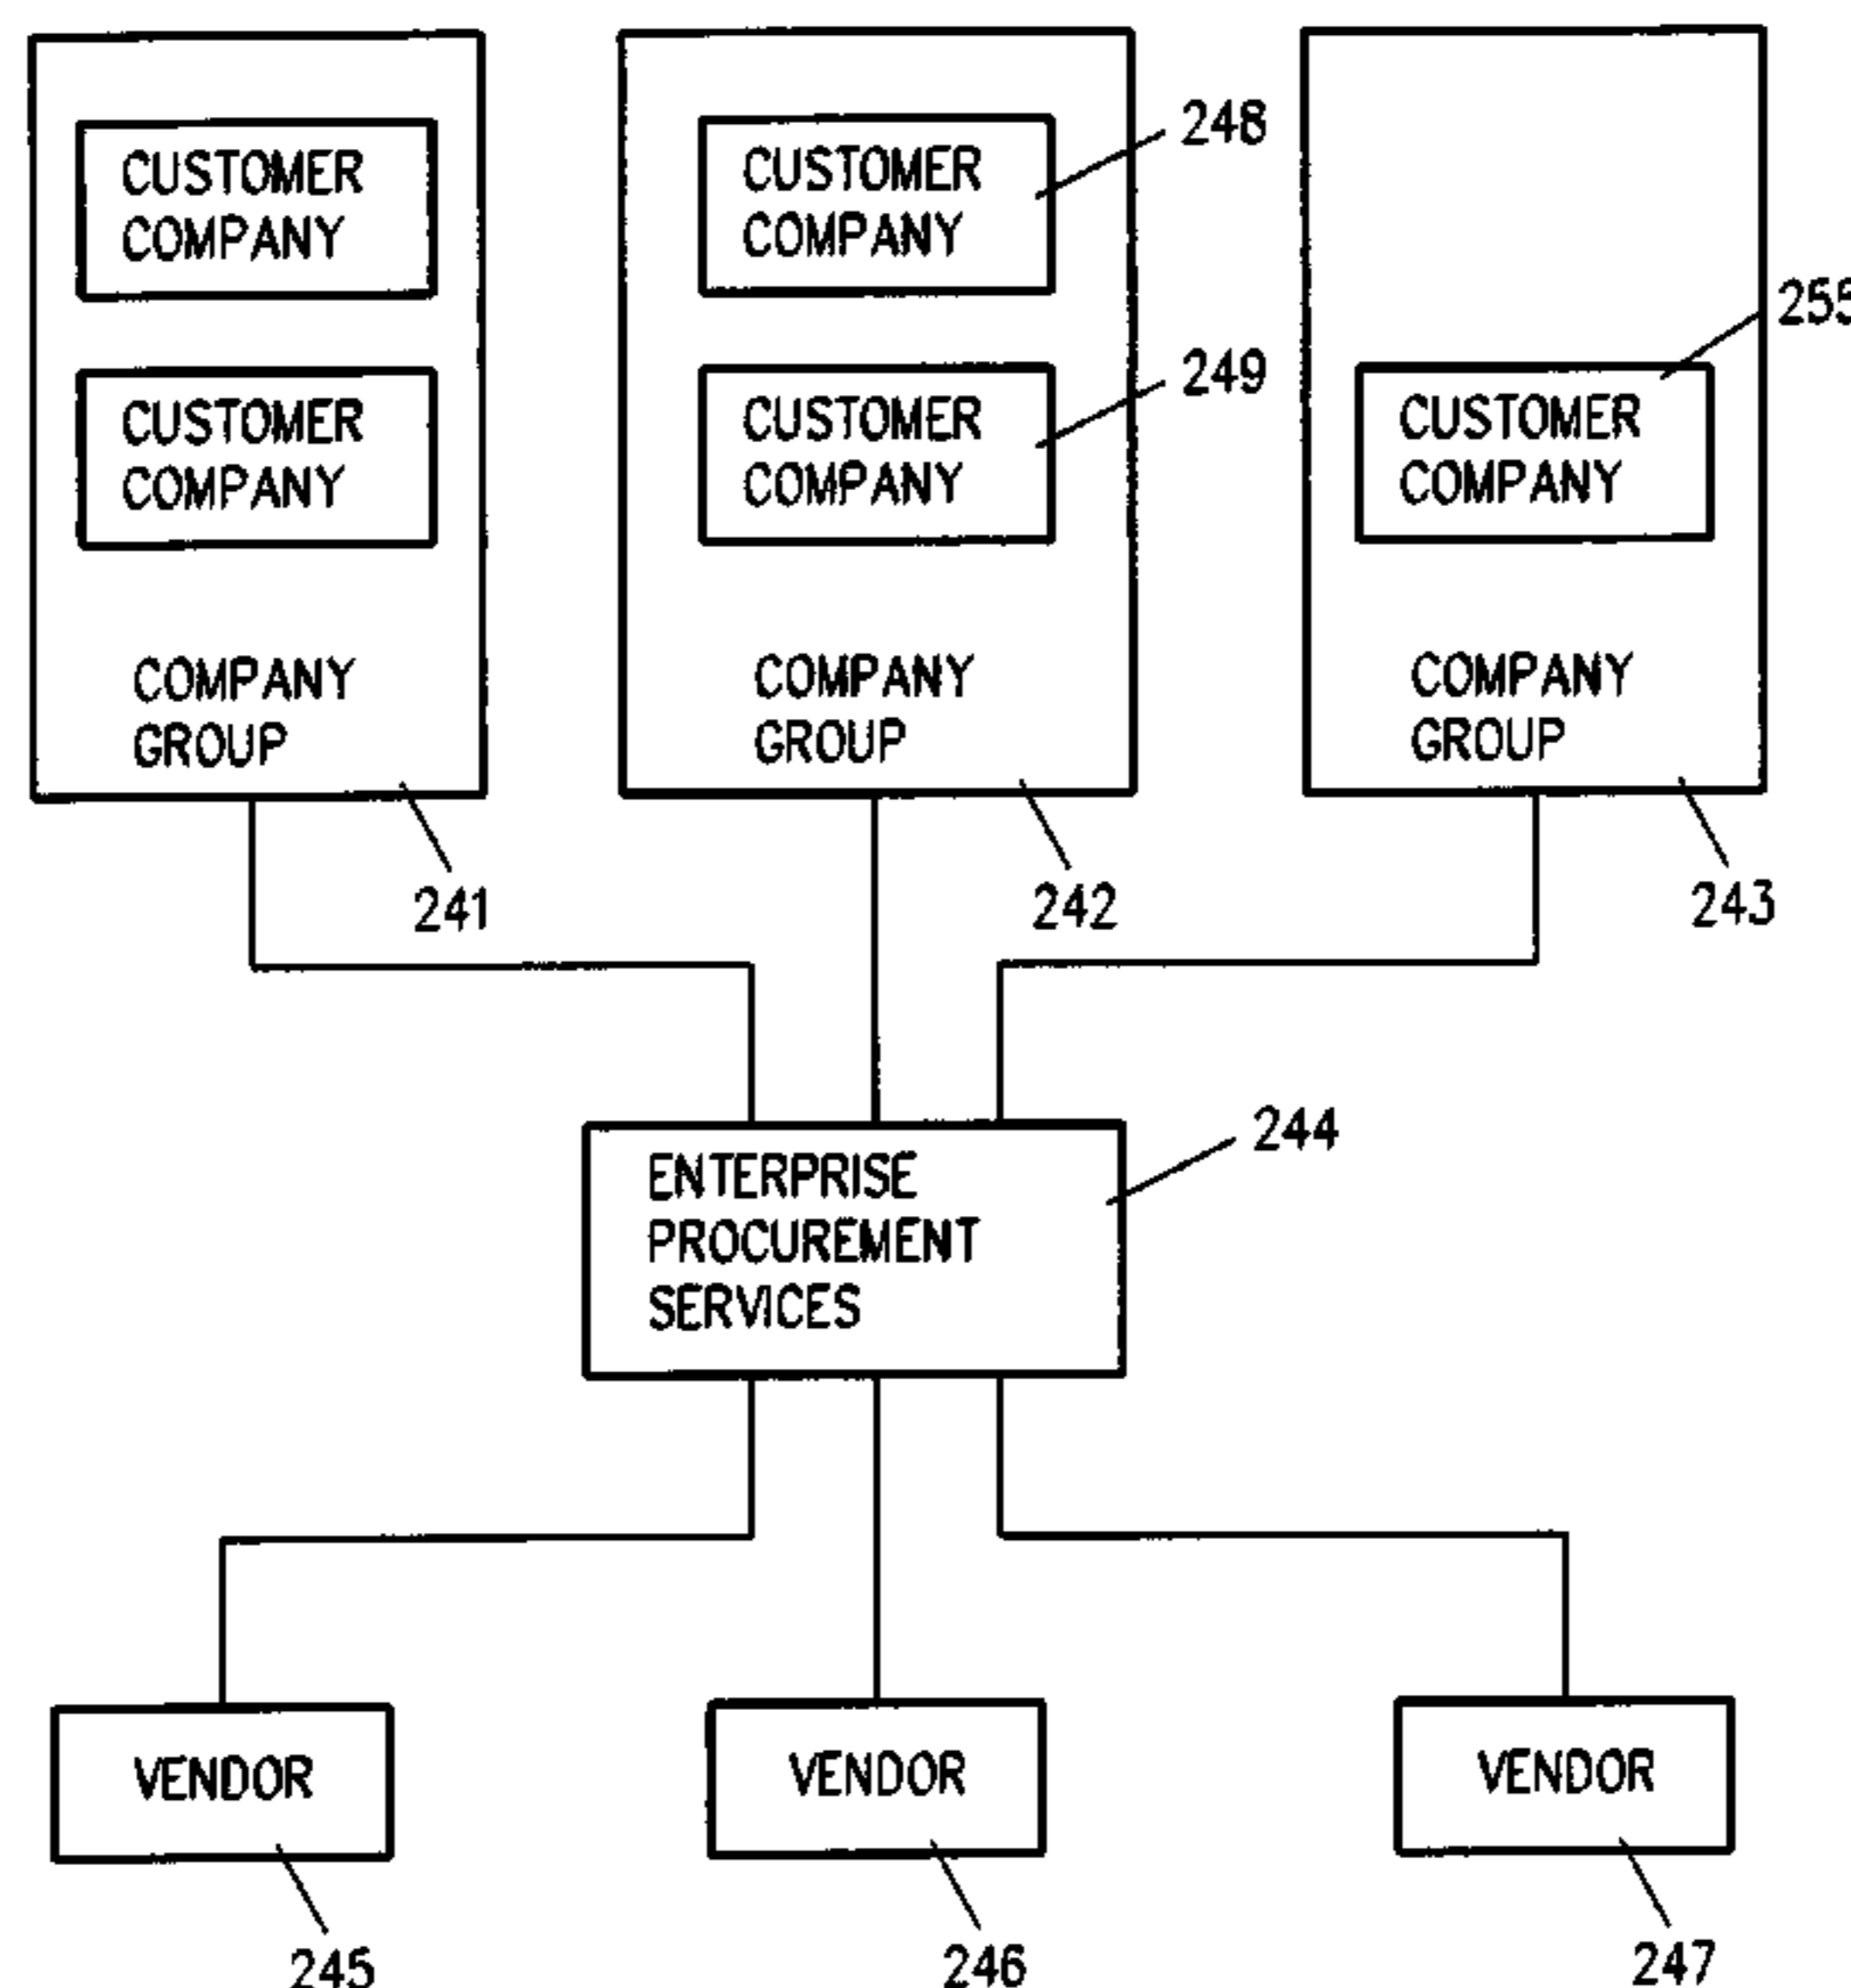 CUSTOMER
COMPANY
CUSTOMER
COMPANY
COMPANY
GROUP
241
CUSTOMER
COMPANY
248
CUSTOMER
COMPANY
249
COMPANY
GROUP
242
CUSTOMER
COMPANY
255
COMPANY
GROUP
243
ENTERPRISE
PROCUREMENT
SERVICES
244
VENDOR
245
VENDOR
246
VENDOR
247